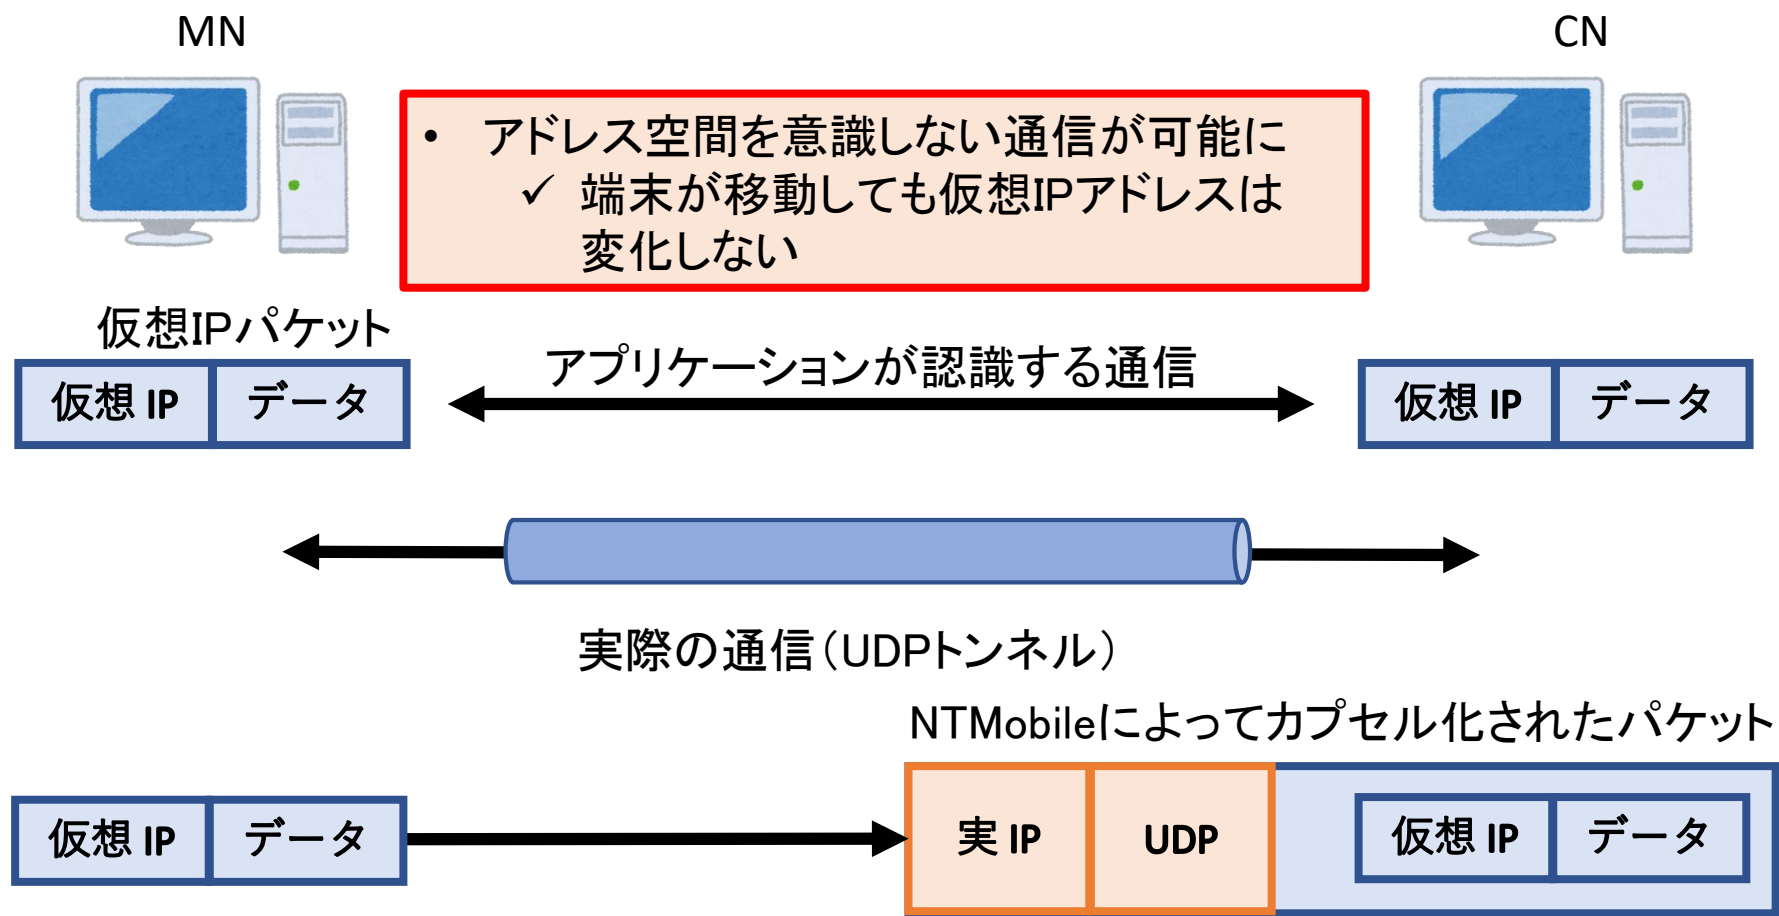 MN
CN
• アドレス空間を意識しない通信が可能に
✓ 端末が移動しても仮想IPアドレスは
変化しない
仮想IPパケット
アプリケーションが認識する通信
仮想 IP データ
仮想 IP データ
実際の通信（UDPトンネル）
NTMobileによってカプセル化されたパケット
仮想 IP データ
実 IP UDP 仮想 IP データ